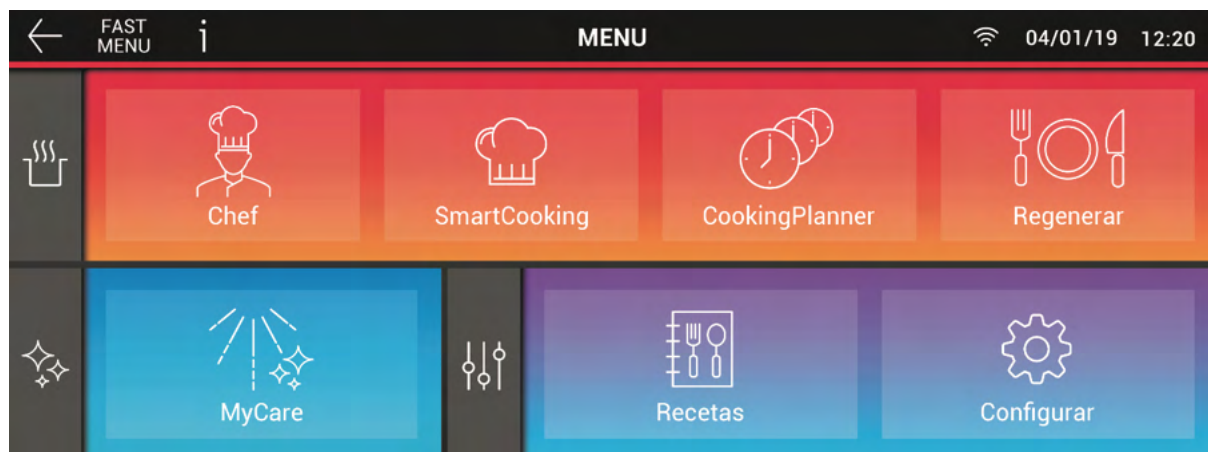 FAST
MENU
i
MENU
04/01/19 12:20
Chef
SmartCooking
CookingPlanner
Regenerar
MyCare
Recetas
Configurar